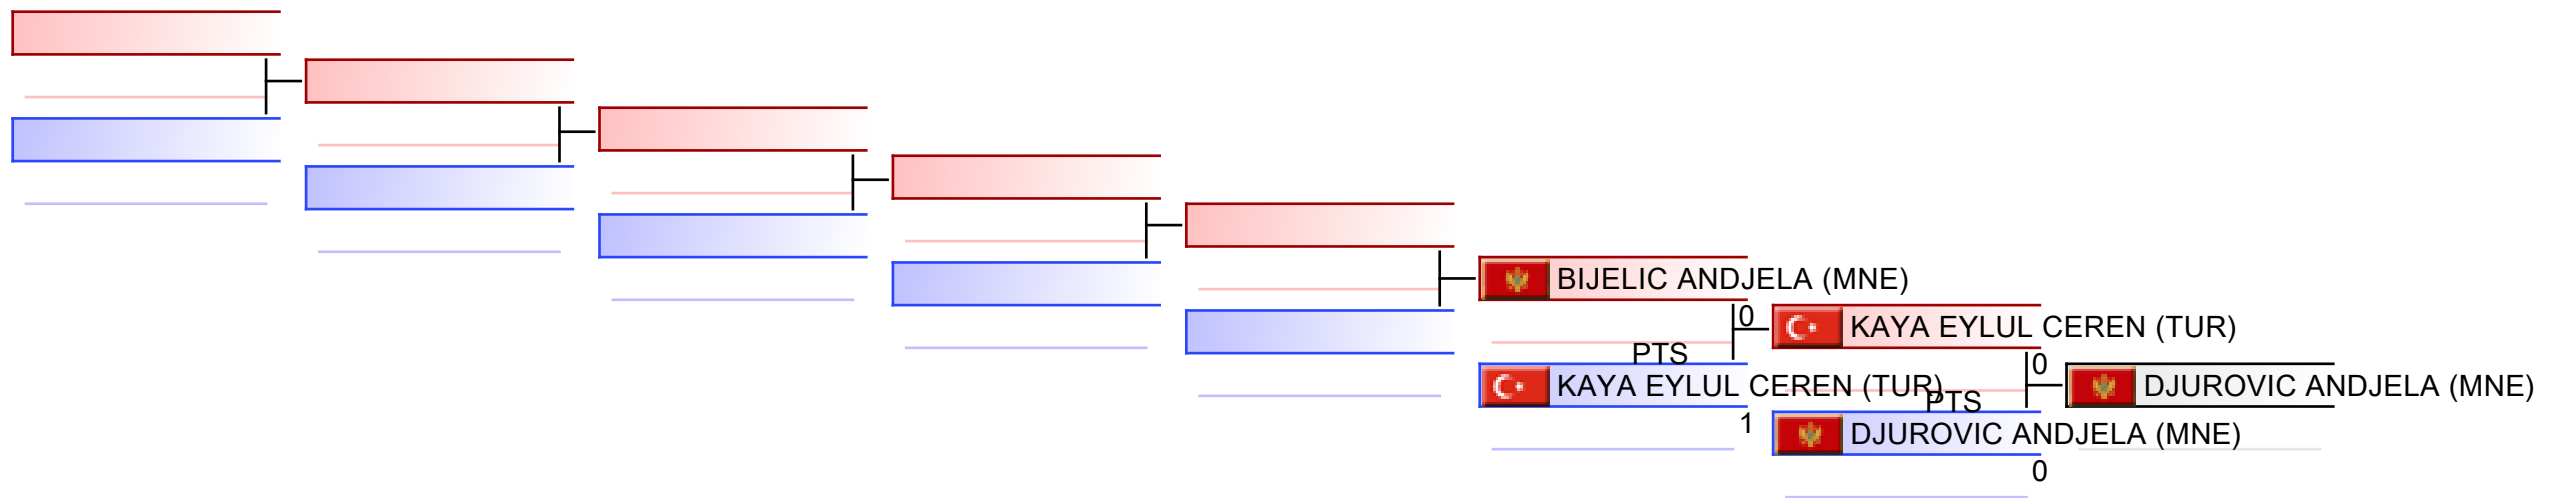 BIJELIC ANDJELA (MNE)
0
PTS
KAYA EYLUL CEREN (TUR)
1
KAYA EYLUL CEREN (TUR)
0
PTS
DJUROVIC ANDJELA (MNE)
0
DJUROVIC ANDJELA (MNE)